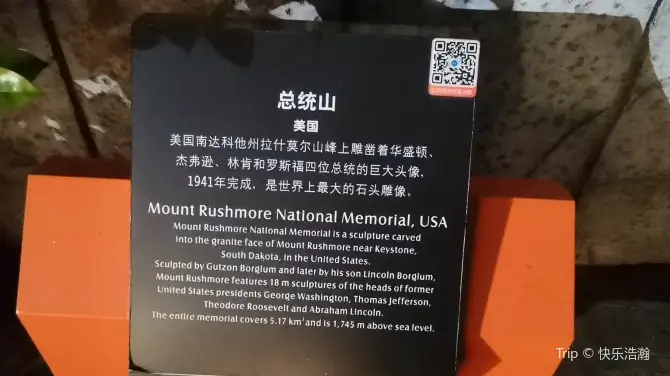 总统山
美国
美国南达科他州拉什莫尔山峰上雕凿着华盛顿、
杰弗逊、林肯和罗斯福四位总统的巨大头像，
1941年完成，是世界上最大的石头雕像。
Mount Rushmore National Memorial, USA
Mount Rushmore National Memorial is a sculpture carved
into the granite face of Mount Rushmore near Keystone,
South Dakota, in the United States.
Sculpted by Gutzon Borglum and later by his son Lincoln Borglum,
Mount Rushmore features 18 m sculptures of the heads of former
United States presidents George Washington, Thomas Jefferson,
Theodore Roosevelt and Abraham Lincoln.
The entire memorial covers 5.17 km² and is 1,745 m above sea level.
Trip © 快乐浩瀚